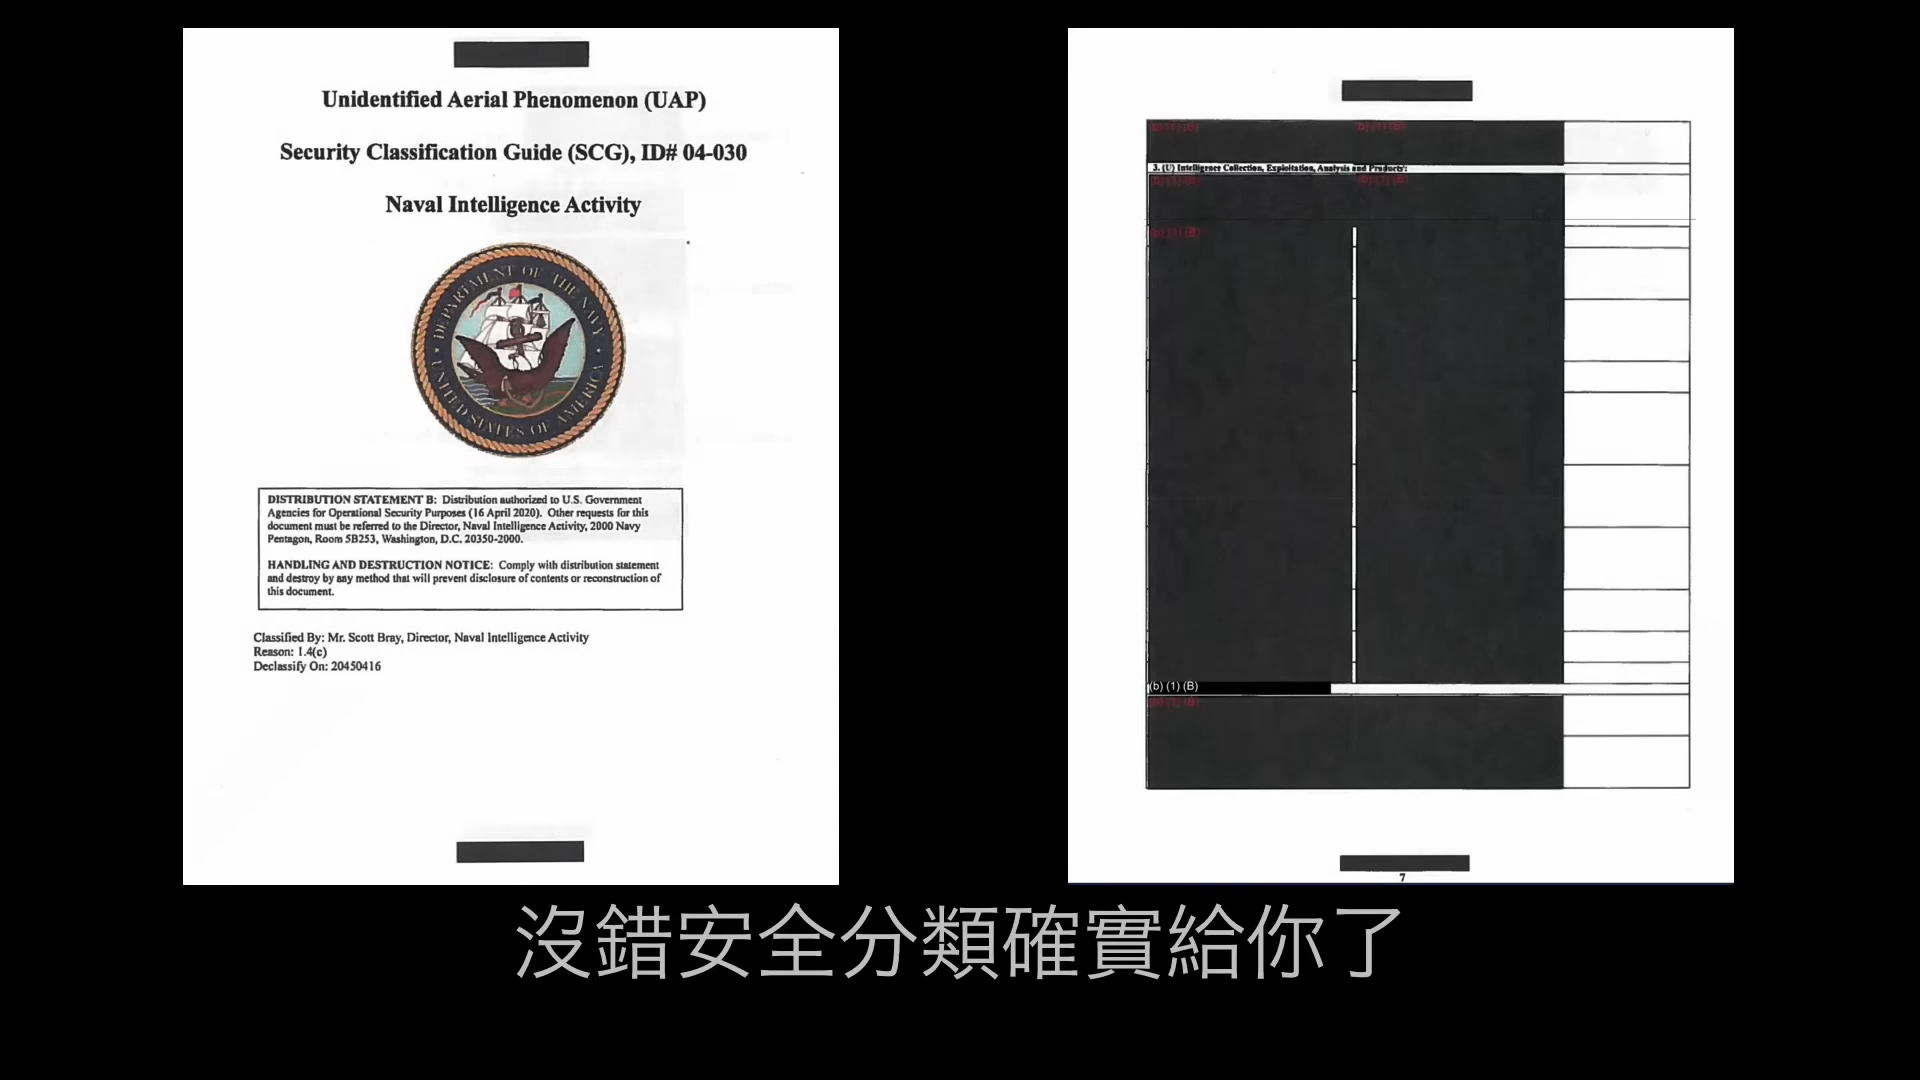 Unidentified Aerial Phenomenon (UAP)
Security Classification Guide (SCG), ID# 04-030
Naval Intelligence Activity
DEPARTMENT OF THE NAVY
UNITED STATES OF AMERICA
DISTRIBUTION STATEMENT B: Distribution authorized to U.S. Government
Agencies for Operational Security Purposes (16 April 2020). Other requests for this
document must be referred to the Director, Naval Intelligence Activity, 2000 Navy
Pentagon, Room 5B253, Washington, D.C. 20350-2000.
HANDLING AND DESTRUCTION NOTICE: Comply with distribution statement
and destroy by any method that will prevent disclosure of contents or reconstruction of
this document.
Classified By: Mr. Scott Bray, Director, Naval Intelligence Activity
Reason: 1.4(c)
Declassify On: 20450416
(b) (1) (B) (b) (1) (B)
3. (U) Intelligence Collection, Exploitation, Analysis and Products:
(b) (1) (B) (b) (1) (B)
(b) (1) (B)
(b) (1) (B)
(b) (1) (B)
7
沒錯安全分類確實給你了